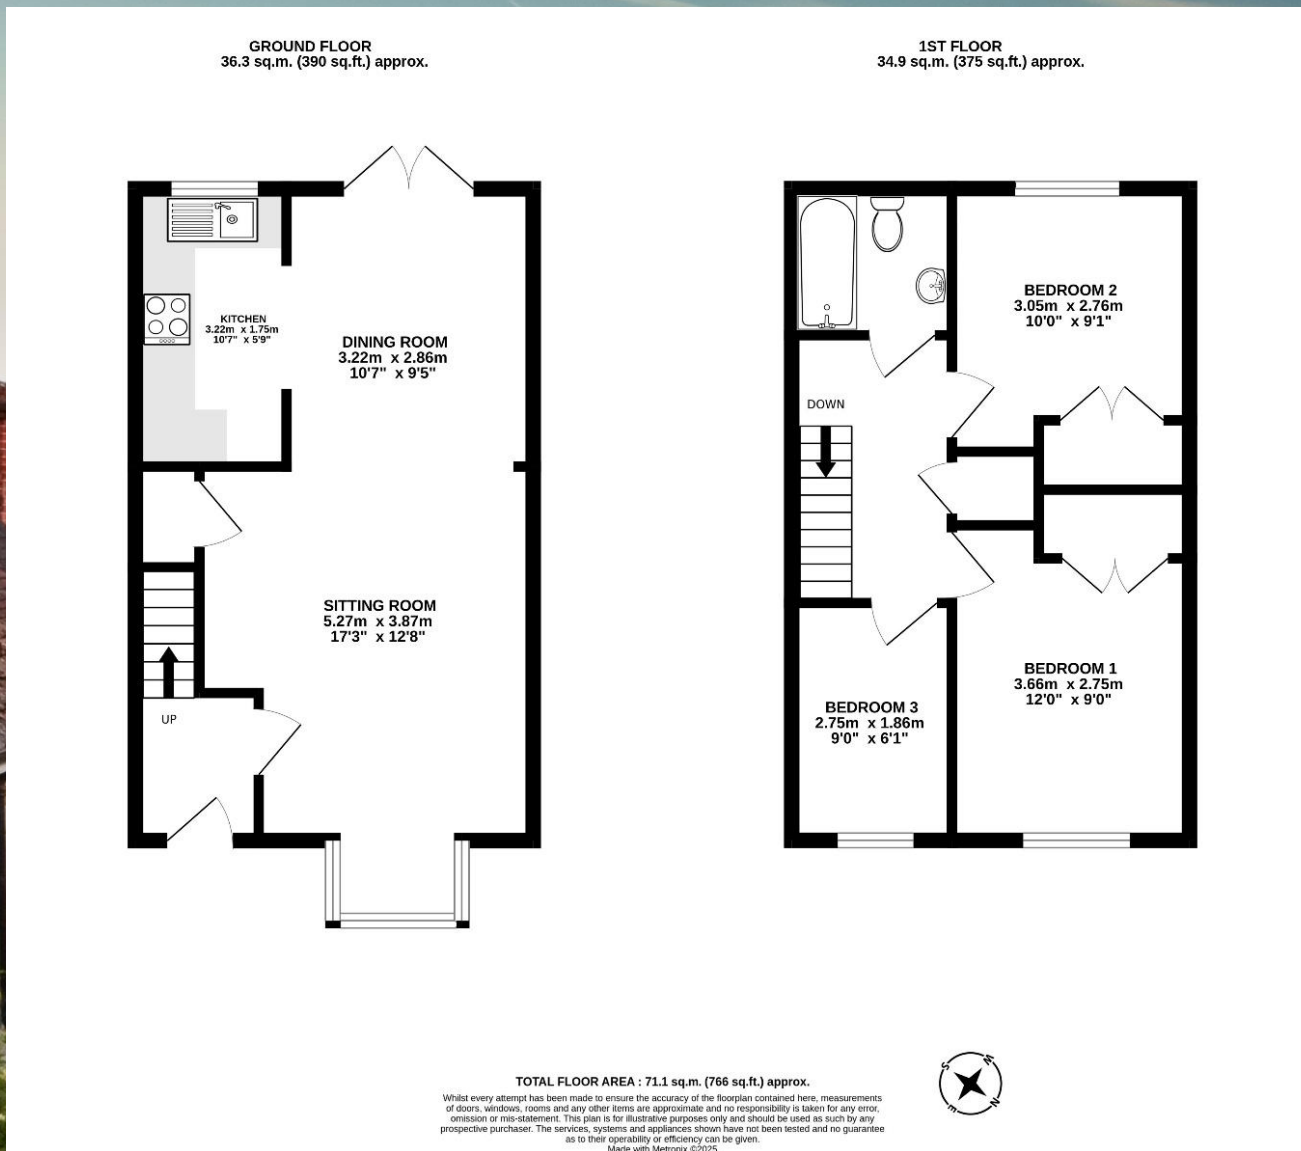 GROUND FLOOR
36.3 sq.m. (390 sq.ft.) approx.
1ST FLOOR
34.9 sq.m. (375 sq.ft.) approx.
KITCHEN
3.22m x 1.75m
10'7" x 5'9"
DINING ROOM
3.22m x 2.86m
10'7" x 9'5"
SITTING ROOM
5.27m x 3.87m
17'3" x 12'8"
UP
BEDROOM 2
3.05m x 2.76m
10'0" x 9'1"
DOWN
BEDROOM 1
3.66m x 2.75m
12'0" x 9'0"
BEDROOM 3
2.75m x 1.86m
9'0" x 6'1"
S
W
E
N
TOTAL FLOOR AREA : 71.1 sq.m. (766 sq.ft.) approx.
Whilst every attempt has been made to ensure the accuracy of the floorplan contained here, measurements
of doors, windows, rooms and any other items are approximate and no responsibility is taken for any error,
omission or mis-statement. This plan is for illustrative purposes only and should be used as such by any
prospective purchaser. The services, systems and appliances shown have not been tested and no guarantee
as to their operability or efficiency can be given.
Made with Metropix ©2025